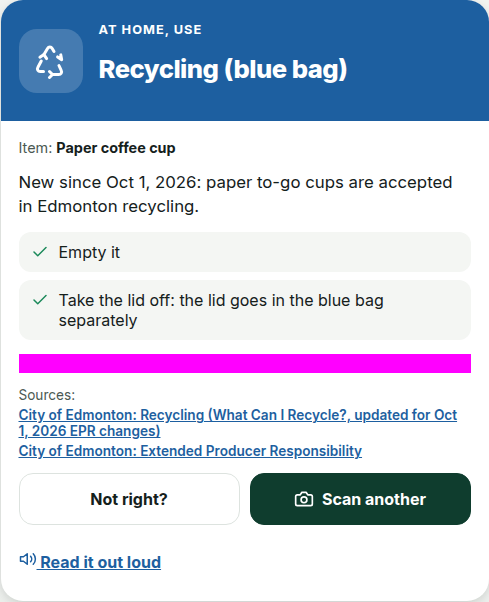 AT HOME, USE
Recycling (blue bag)
Item: Paper coffee cup
New since Oct 1, 2026: paper to-go cups are accepted
in Edmonton recycling.
Empty it
Take the lid off: the lid goes in the blue bag
separately
Sources:
City of Edmonton: Recycling (What Can I Recycle?, updated for Oct
1, 2026 EPR changes)
City of Edmonton: Extended Producer Responsibility
Not right?
Scan another
Read it out loud